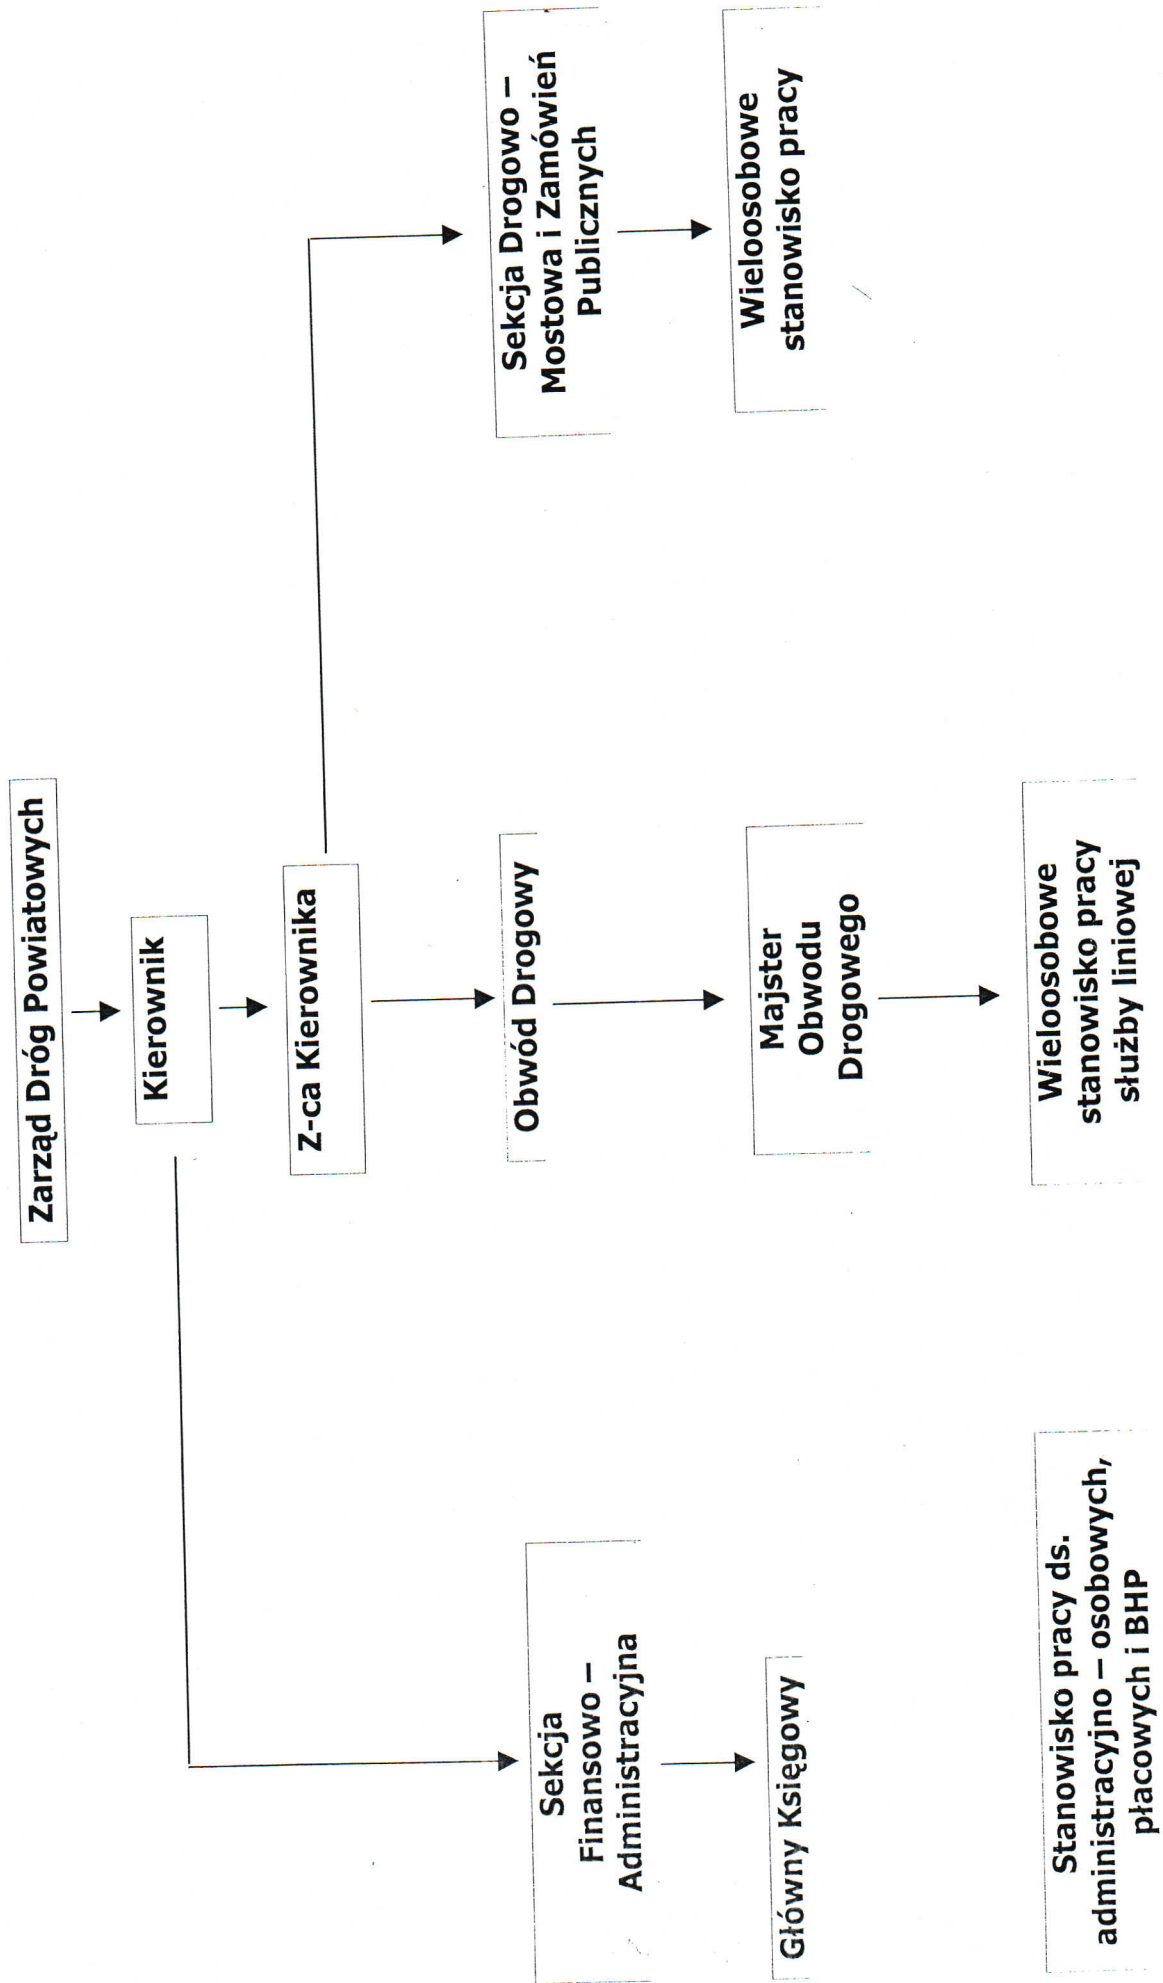 Zarząd Dróg Powiatowych
Kierownik
Z-ca Kierownika
Sekcja
Finansowo –
Administracyjna
Obwód Drogowy
Sekcja Drogowo –
Mostowa i Zamówień
Publicznych
Główny Księgowy
Majster
Obwodu
Drogowego
Wieloosobowe
stanowisko pracy
Stanowisko pracy ds.
administracyjno – osobowych,
płacowych i BHP
Wieloosobowe
stanowisko pracy
służby liniowej